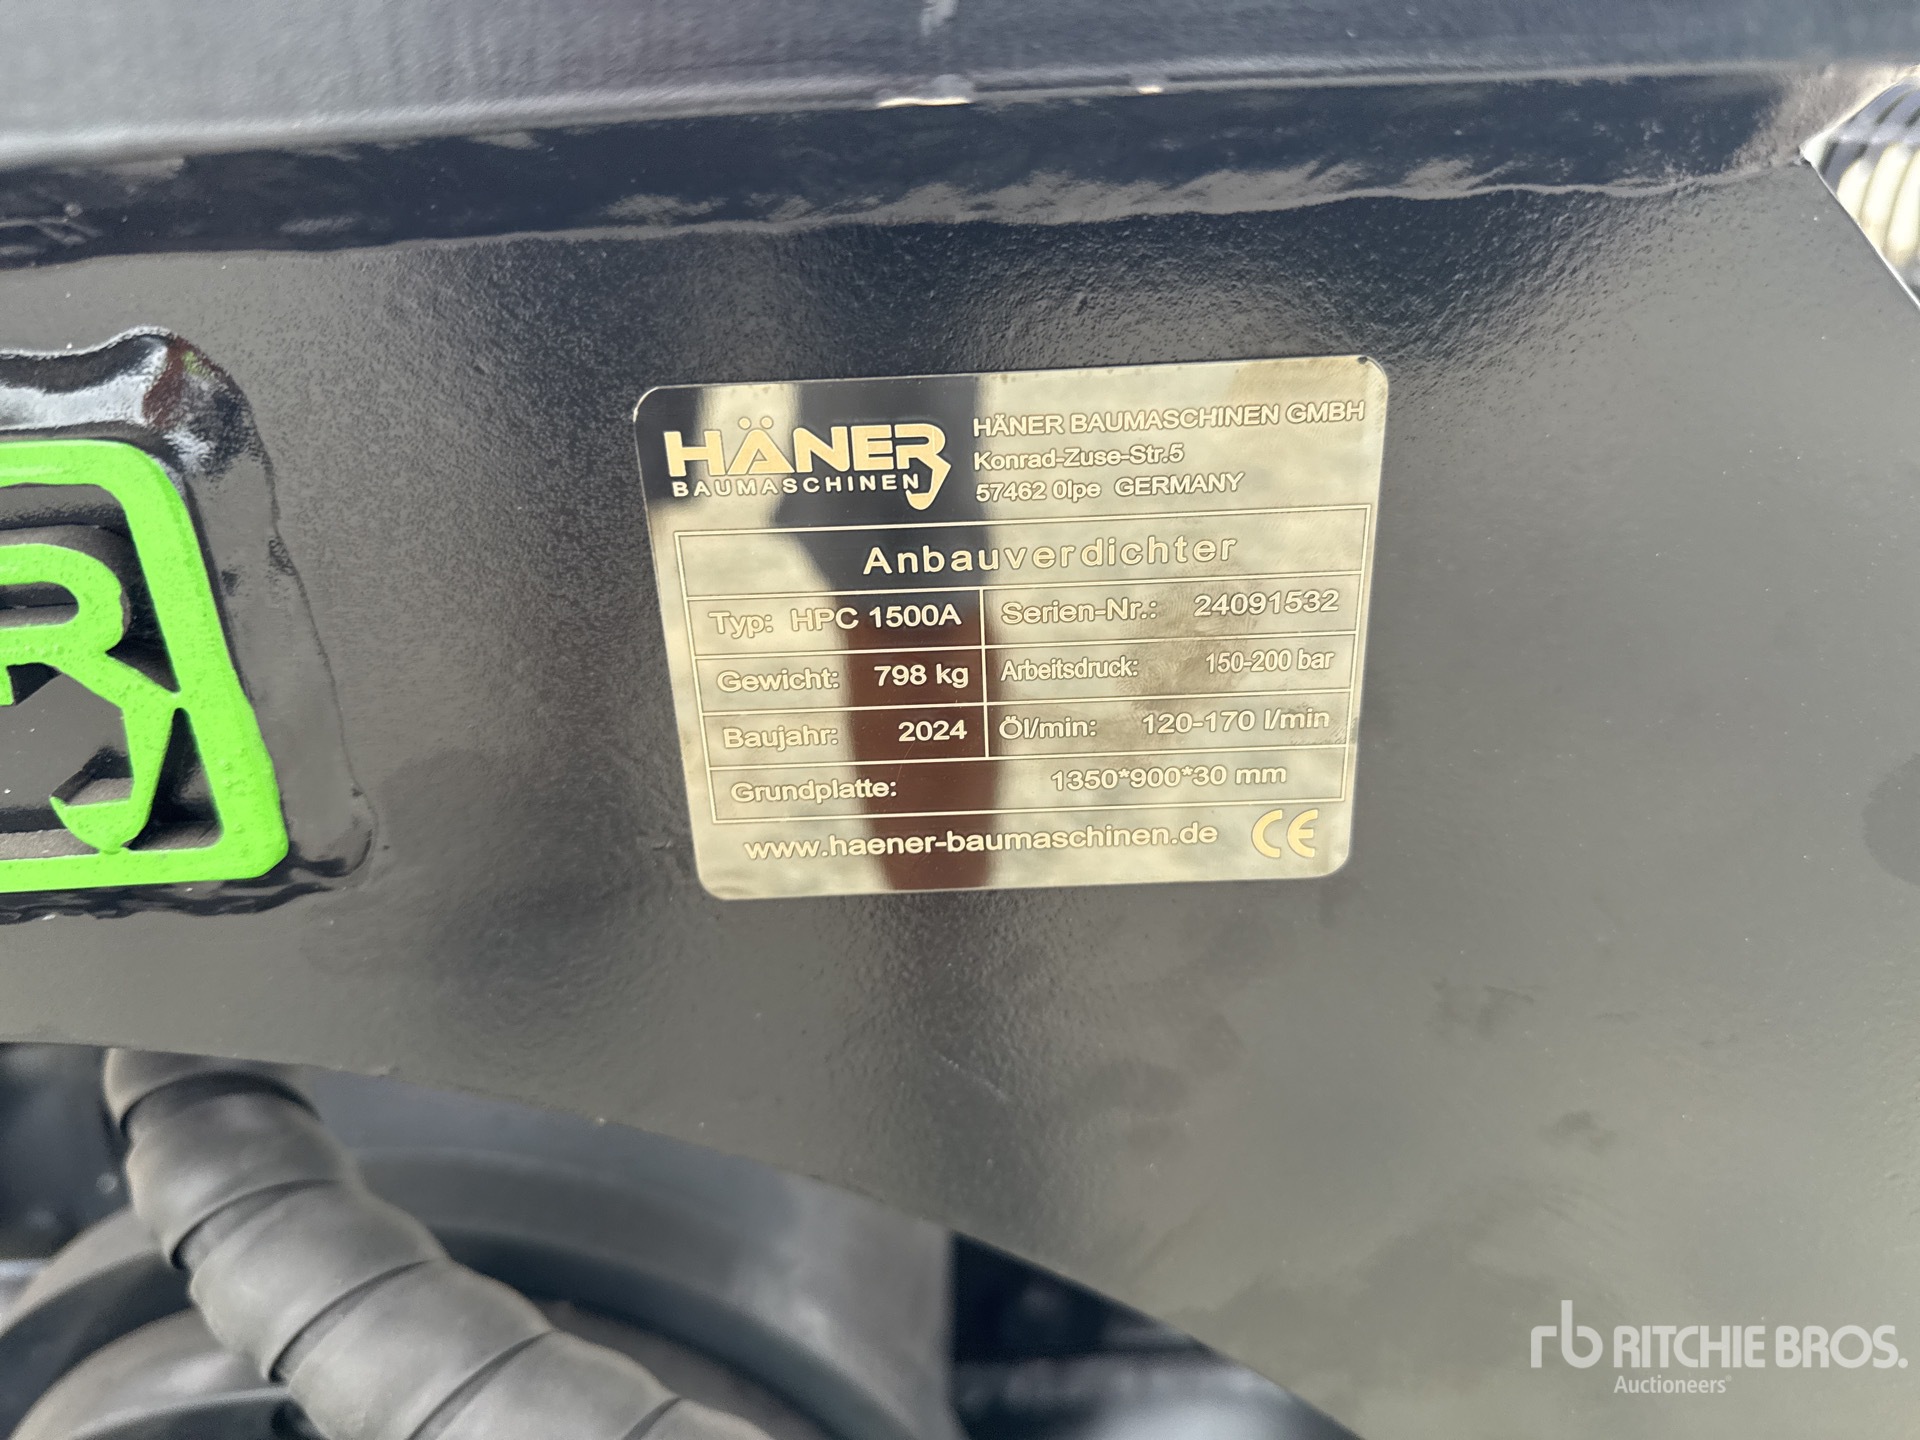 HÄNER
BAUMASCHINEN
HÄNER BAUMASCHINEN GMBH
Konrad-Zuse-Str.5
57462 Olpe GERMANY
Anbauverdichter
Typ: HPC 1500A
Serien-Nr.: 24091532
Gewicht: 798 kg
Arbeitsdruck: 150-200 bar
Baujahr: 2024
Öl/min: 120-170 l/min
Grundplatte: 1350*900*30 mm
www.haener-baumaschinen.de CE
R
rb RITCHIE BROS.
Auctioneers